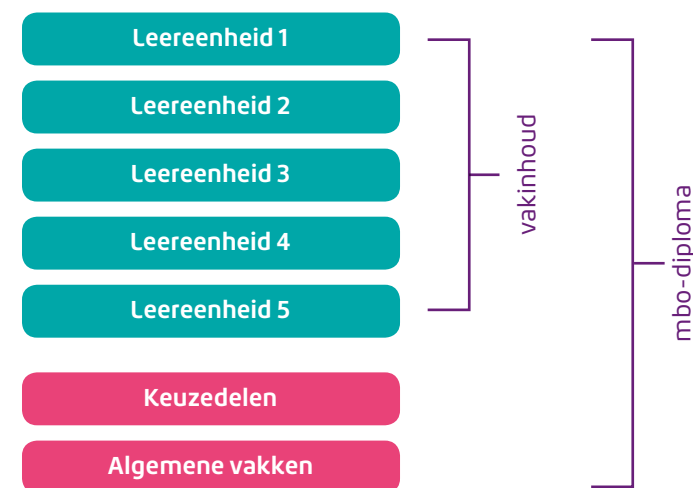 Leereenheid 1
Leereenheid 2
Leereenheid 3
Leereenheid 4
Leereenheid 5
Keuzedelen
Algemene vakken
vakinhoud
mbo-diploma